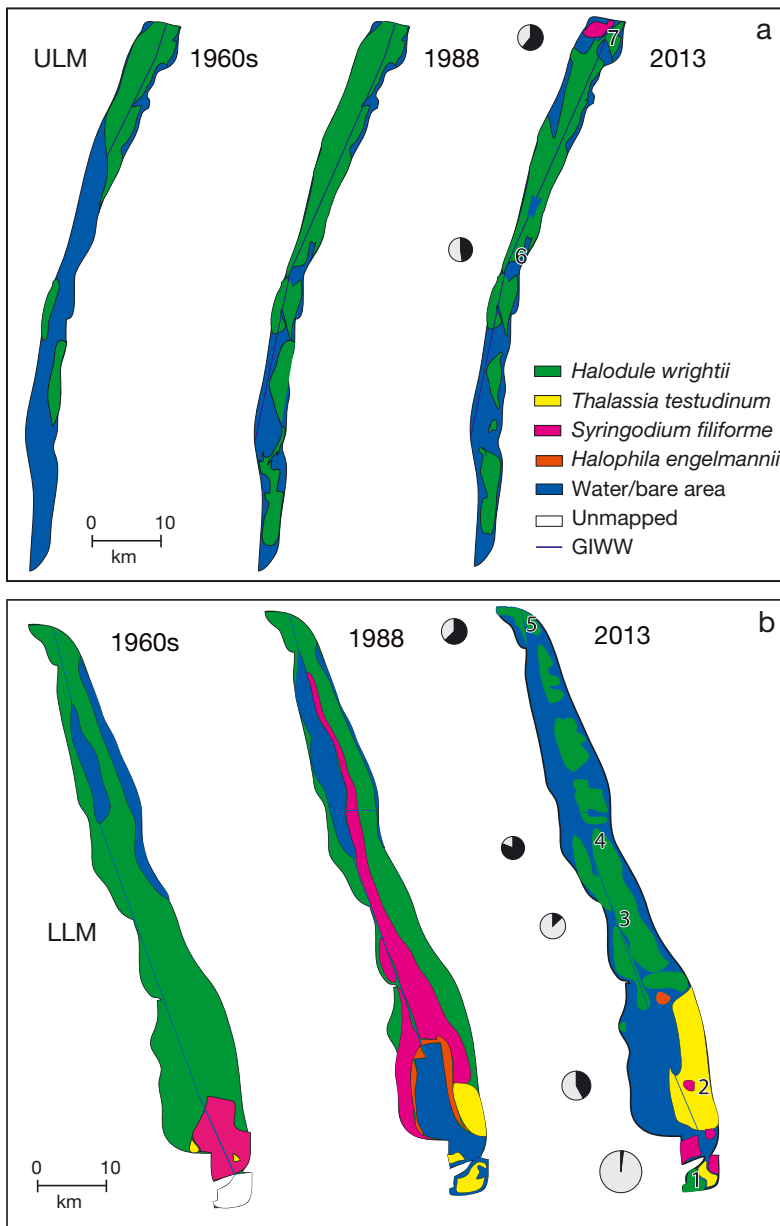 a
ULM
1960s
1988
2013
7
6
Halodule wrightii
Thalassia testudinum
Syringodium filiforme
Halophila engelmannii
Water/bare area
Unmapped
GIWW
0 10
km
b
1960s
1988
2013
5
4
3
LLM
2
1
0 10
km